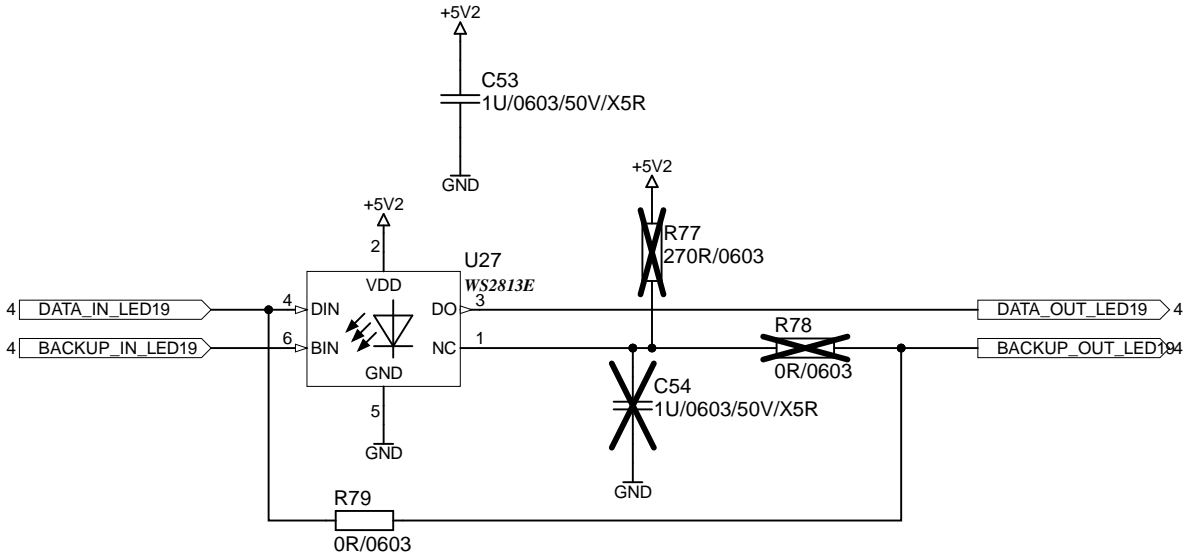 +5V2
C53
1U/0603/50V/X5R
GND
+5V2
R77
270R/0603
+5V2
2
U27
WS2813E
VDD
4 DATA_IN_LED19 4 DIN DO 3 DATA_OUT_LED19 4
4 BACKUP_IN_LED19 6 BIN NC 1 R78 BACKUP_OUT_LED19 4
0R/0603
GND
C54
1U/0603/50V/X5R
5
GND
GND
R79
0R/0603